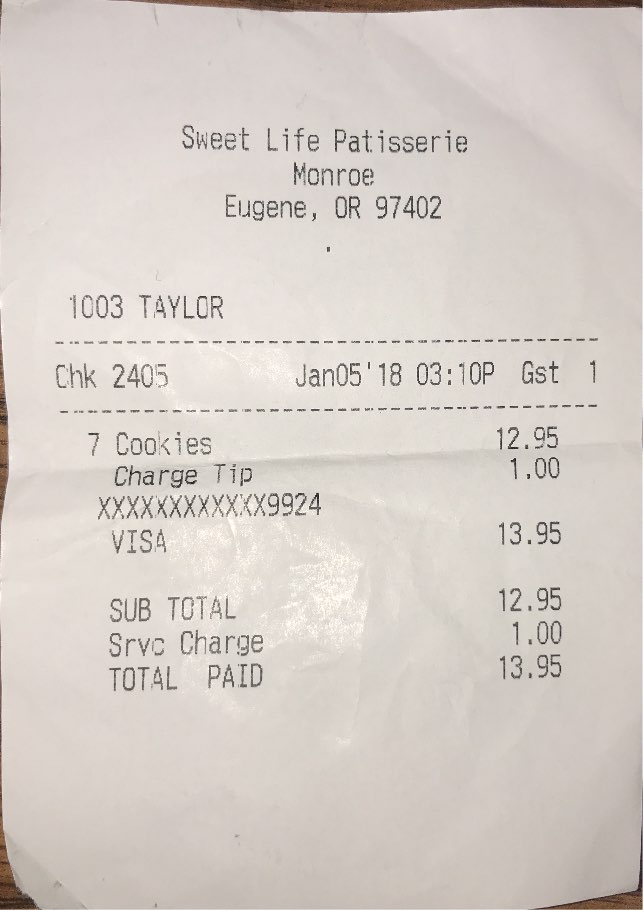 Sweet Life Patisserie
Monroe
Eugene, OR 97402
.
1003 TAYLOR
Chk 2405 Jan05'18 03:10P Gst 1
7 Cookies 12.95
Charge Tip 1.00
XXXXXXXXXXXX9924
VISA 13.95
SUB TOTAL 12.95
Srvc Charge 1.00
TOTAL PAID 13.95